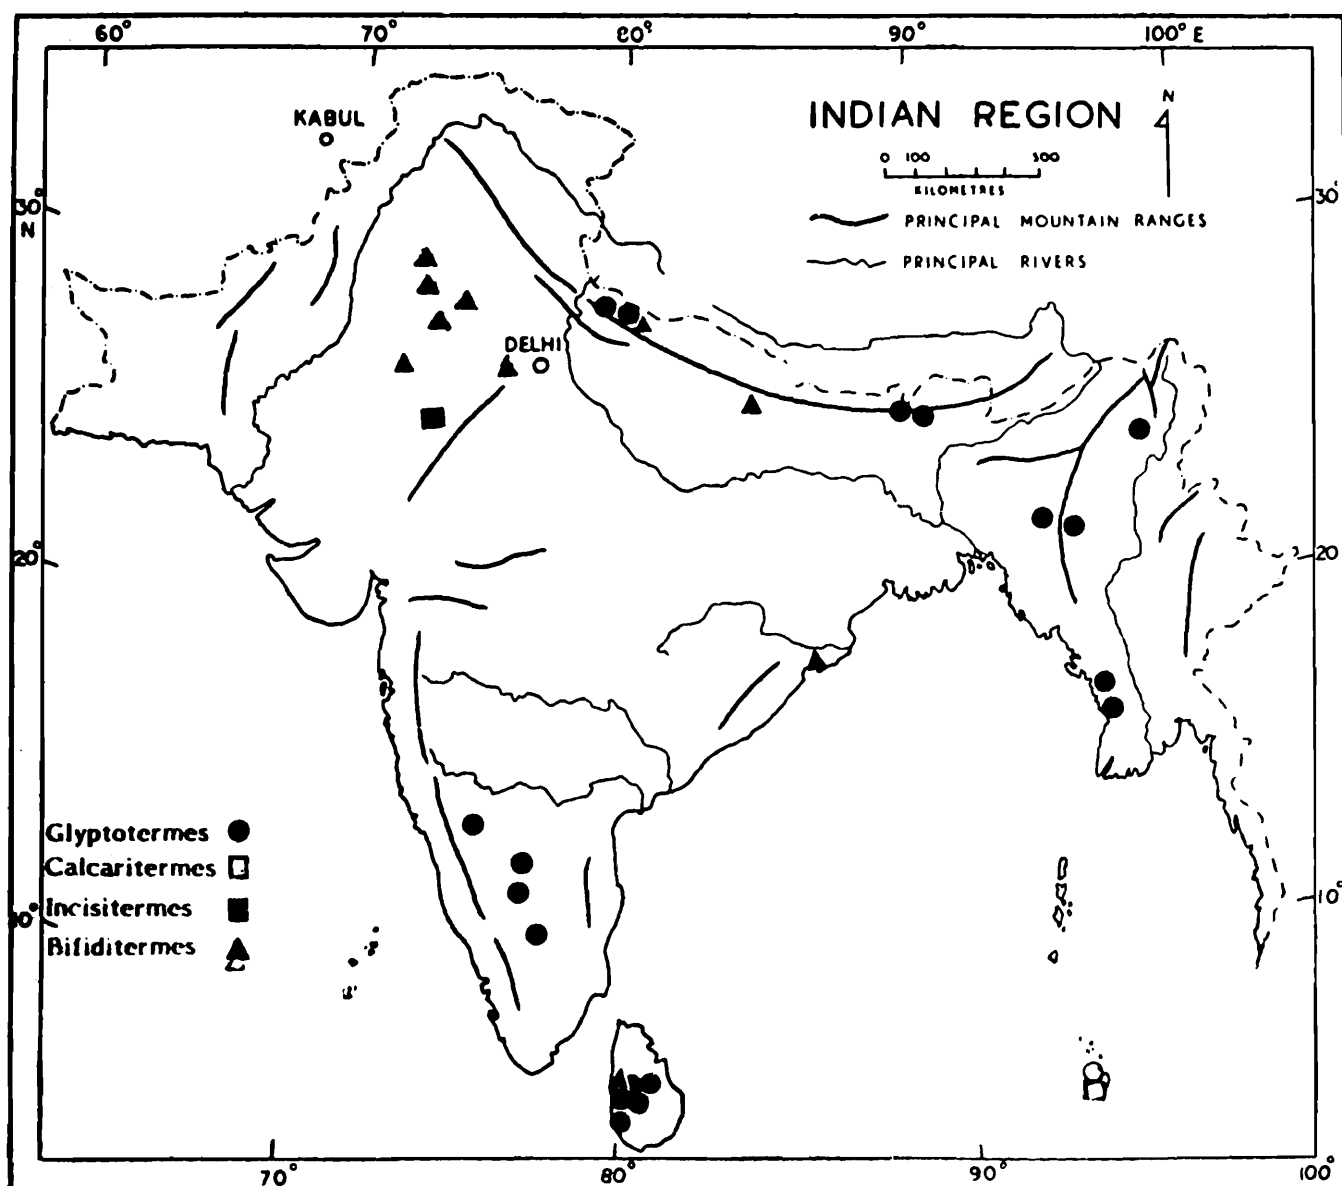 60° 70° 80° 90° 100° E
INDIAN REGION
N
KABUL
0 100 300
KILOMETRES
PRINCIPAL MOUNTAIN RANGES
PRINCIPAL RIVERS
30° 30°
N
DELHI
20° 20
Glyptotermes
Calcaritermes
Incisitermes
10° 10°
Bifiditermes
70° 80° 90° 100°